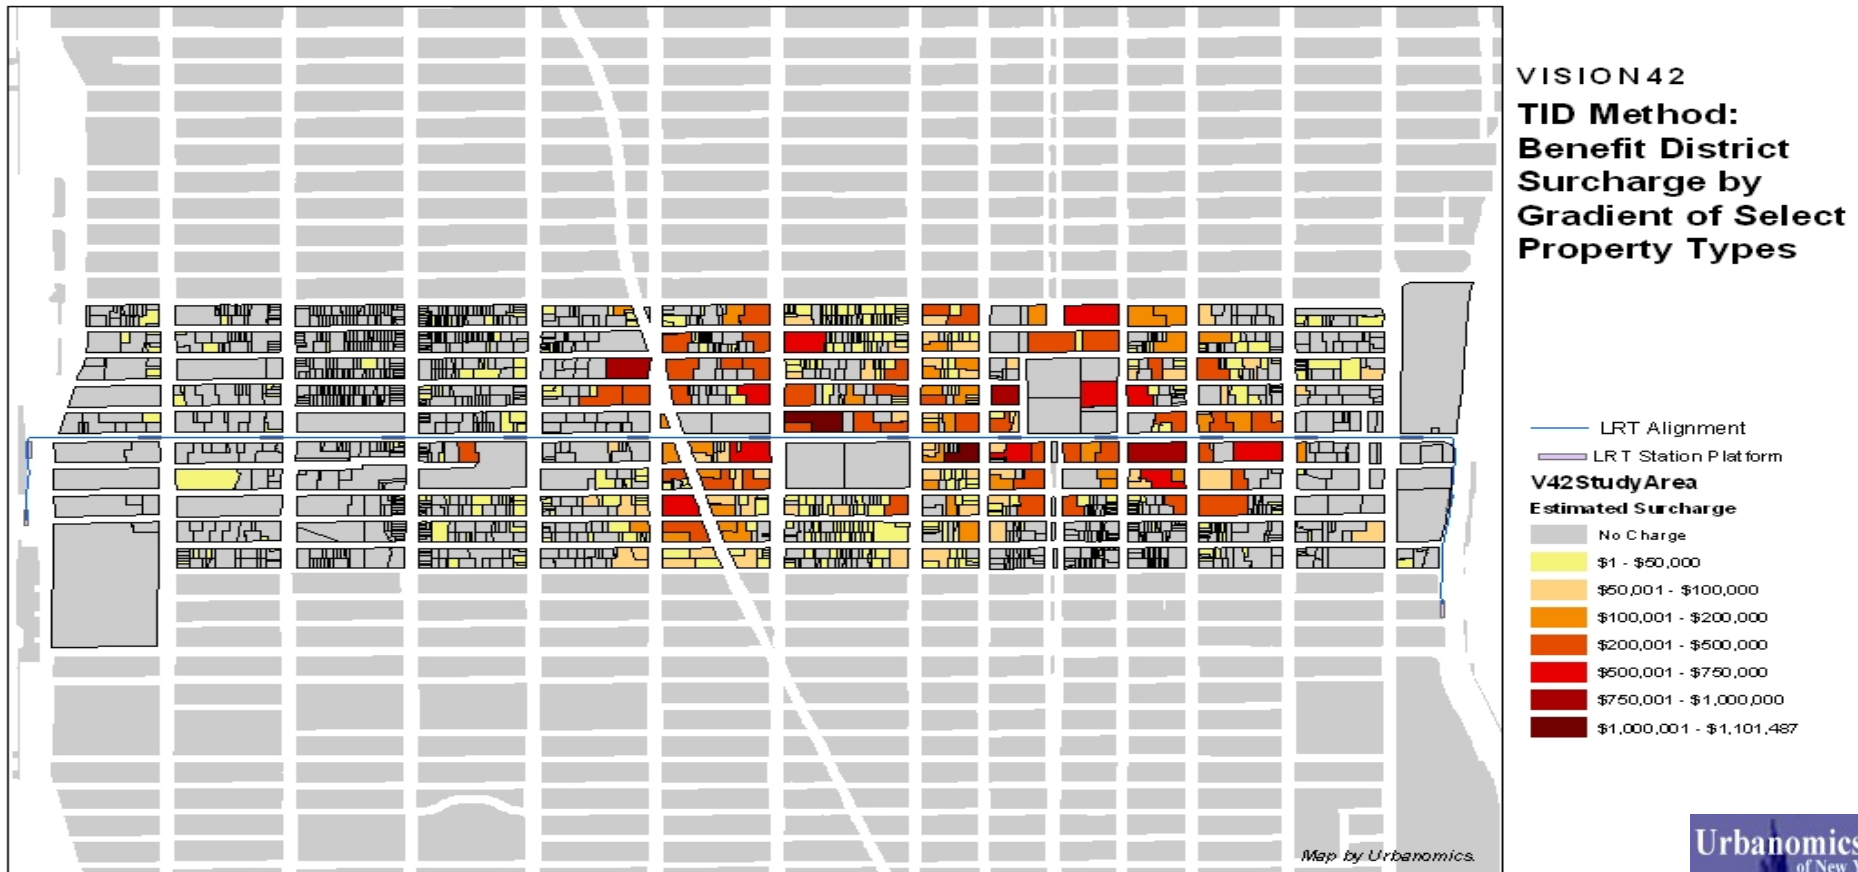 VISION42
TID Method:
Benefit District
Surcharge by
Gradient of Select
Property Types
LRT Alignment
LRT Station Platform
V42StudyArea
Estimated Surcharge
No Charge
$1 - $50,000
$50,001 - $100,000
$100,001 - $200,000
$200,001 - $500,000
$500,001 - $750,000
$750,001 - $1,000,000
$1,000,001 - $1,101,487
Map by Urbanomics.
Urbanomics
of New Y